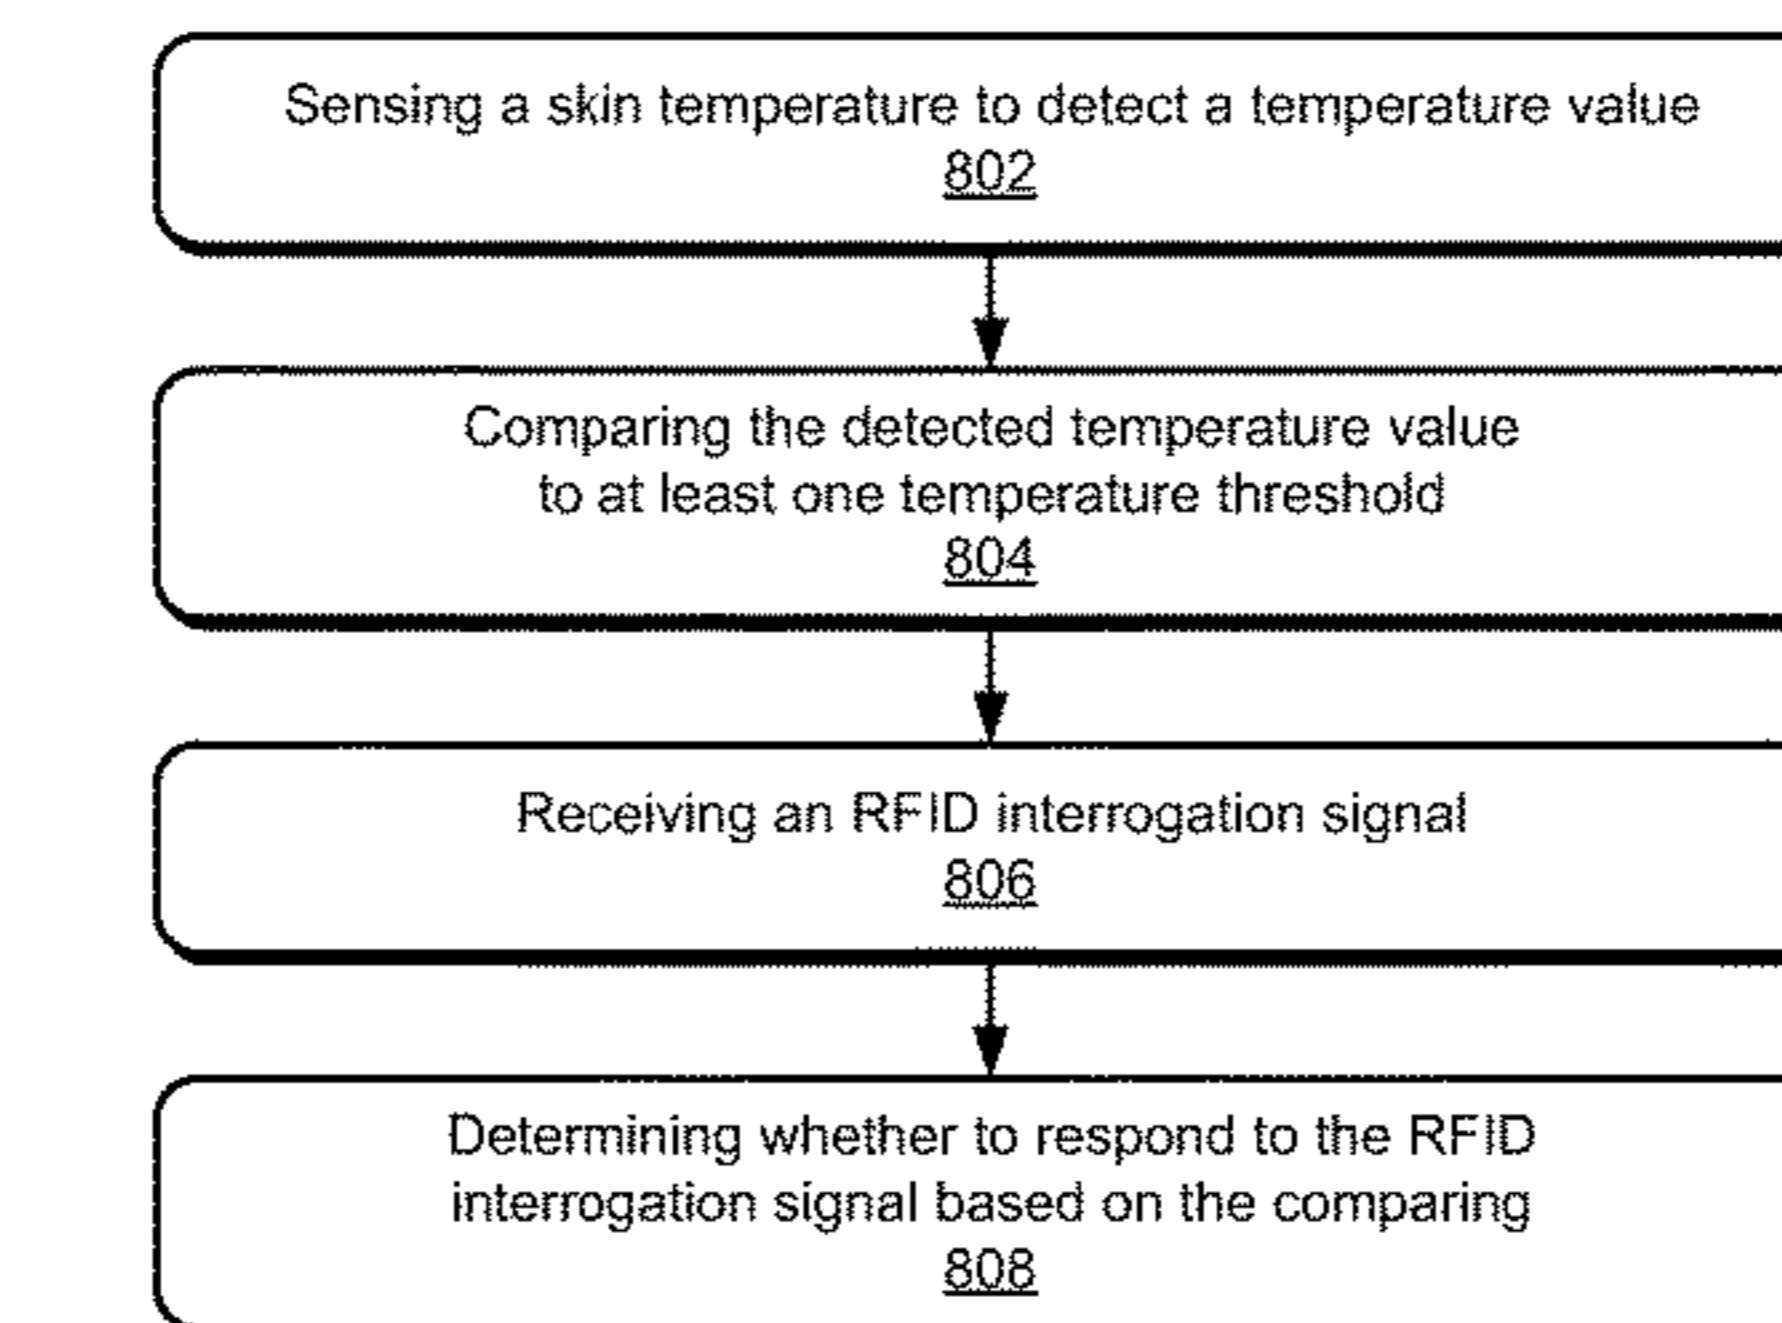 Sensing a skin temperature to detect a temperature value
802
Comparing the detected temperature value
to at least one temperature threshold
804
Receiving an RFID interrogation signal
806
Determining whether to respond to the RFID
interrogation signal based on the comparing
808